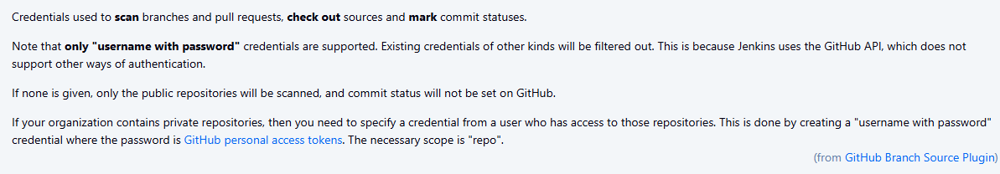 Credentials used to scan branches and pull requests, check out sources and mark commit statuses.
Note that only "username with password" credentials are supported. Existing credentials of other kinds will be filtered out. This is because Jenkins uses the GitHub API, which does not
support other ways of authentication.
If none is given, only the public repositories will be scanned, and commit status will not be set on GitHub.
If your organization contains private repositories, then you need to specify a credential from a user who has access to those repositories. This is done by creating a "username with password"
credential where the password is GitHub personal access tokens. The necessary scope is "repo".
(from GitHub Branch Source Plugin)